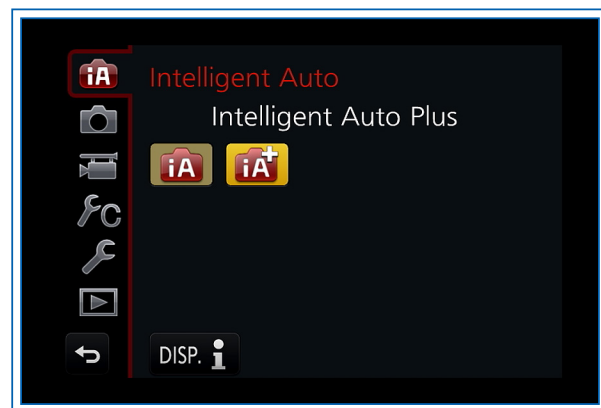 iA
Intelligent Auto
Intelligent Auto Plus
iA iA+
C
DISP. i